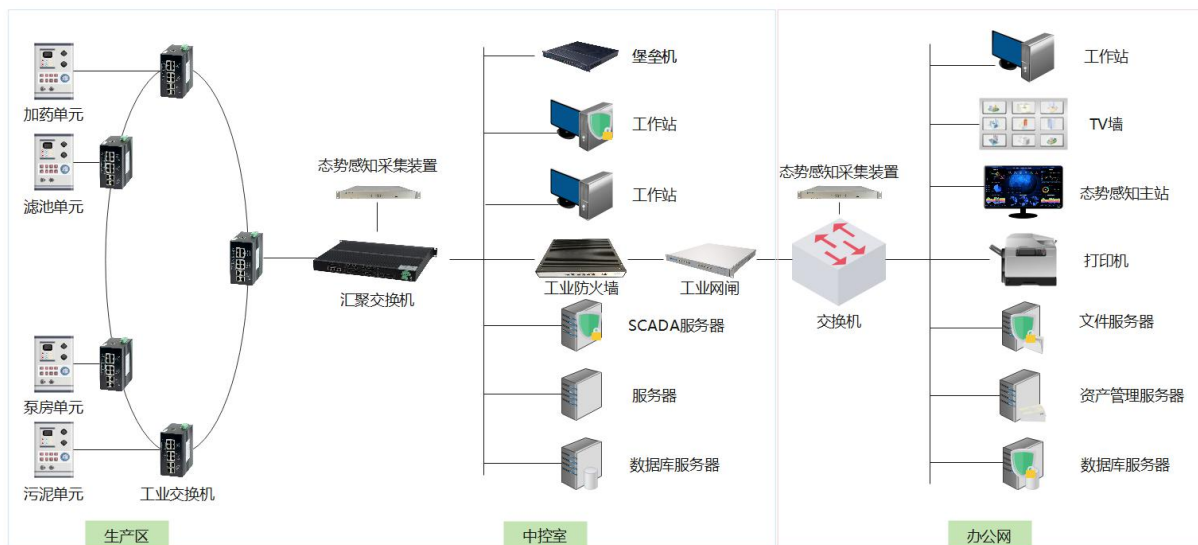 加药单元
滤池单元
泵房单元
污泥单元
工业交换机
生产区
态势感知采集装置
汇聚交换机
堡垒机
工作站
工作站
工业防火墙
工业网闸
SCADA服务器
服务器
数据库服务器
中控室
态势感知采集装置
交换机
工作站
TV墙
态势感知主站
打印机
文件服务器
资产管理服务器
数据库服务器
办公网